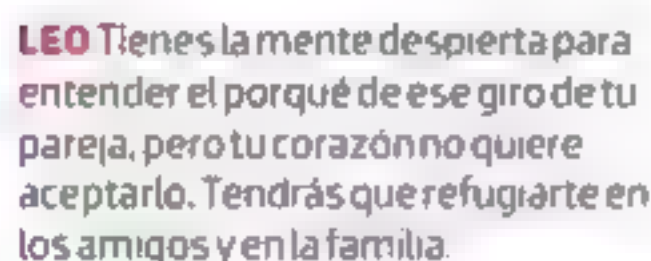 LEO Tienes la mente despierta para
entender el porqué de ese giro de tu
pareja, pero tu corazón no quiere
aceptarlo. Tendrás que refugiarte en
los amigos y en la familia.